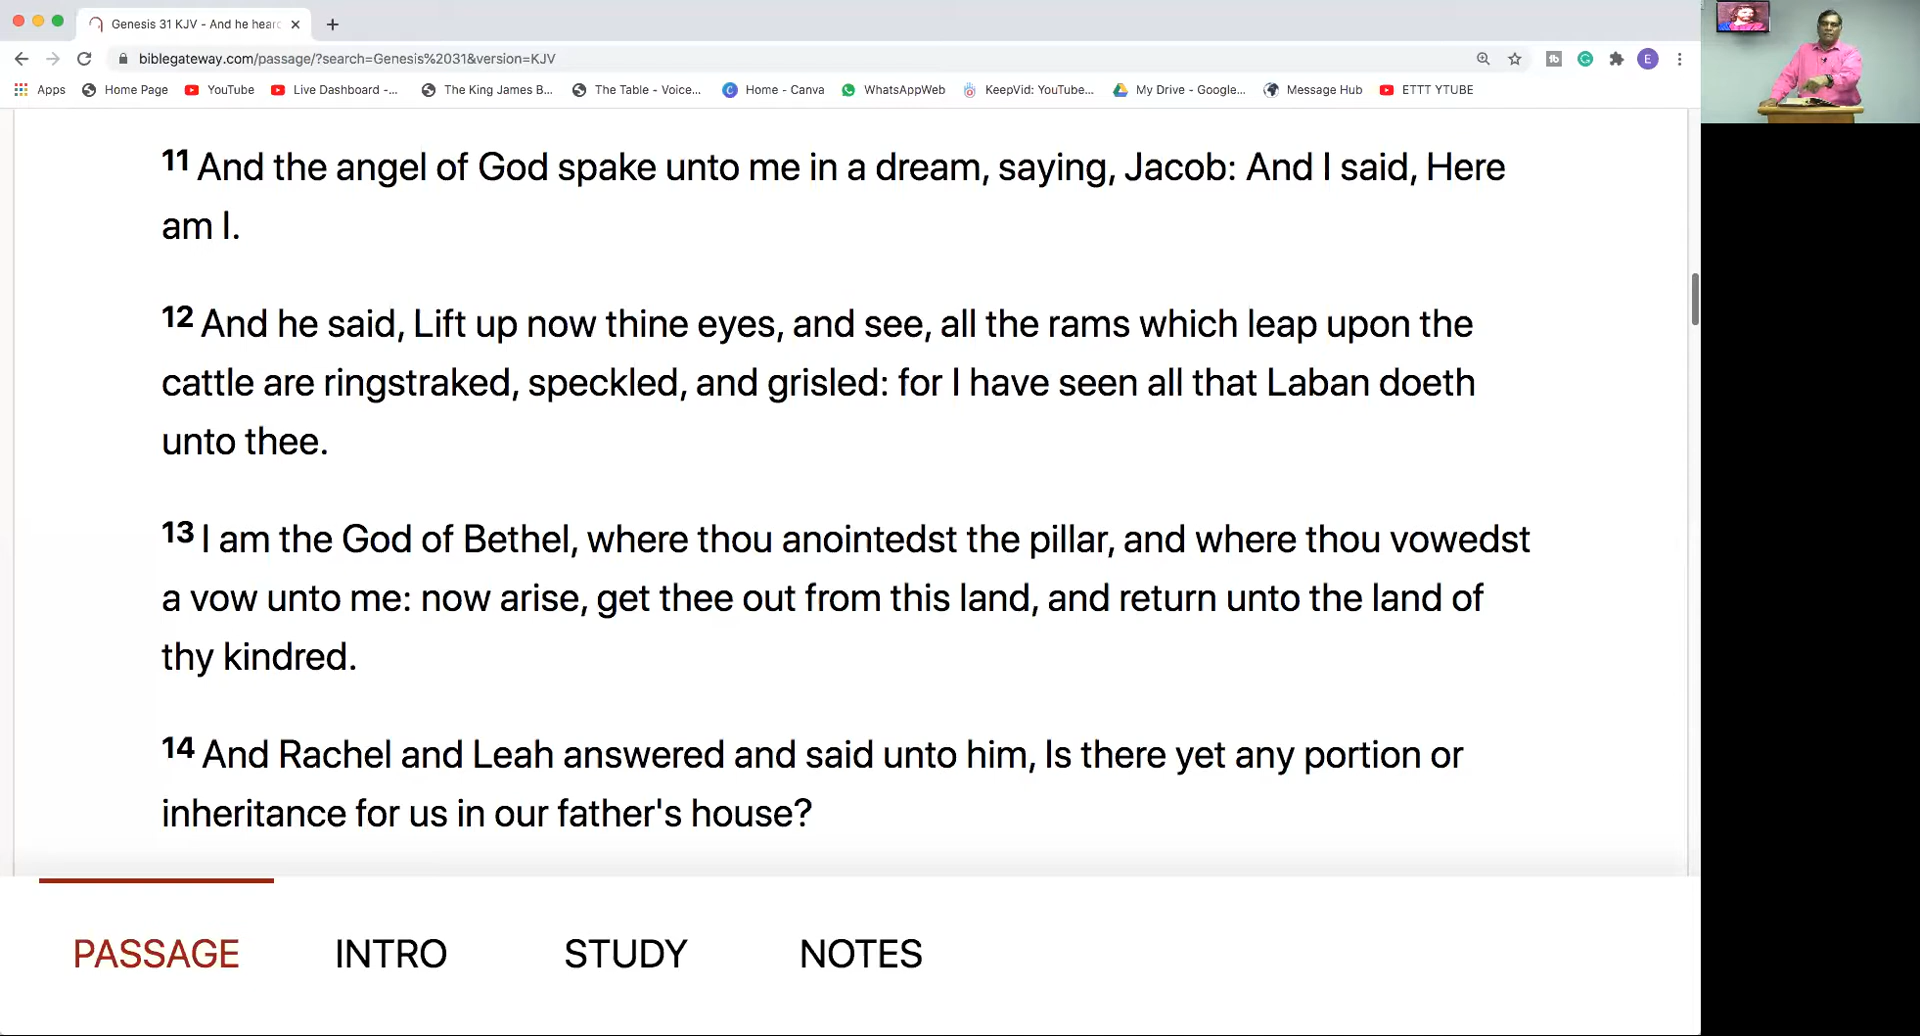 Genesis 31 KJV - And he hear
biblegateway.com/passage/?search=Genesis%2031&version=KJV
E
Apps Home Page YouTube Live Dashboard -... The King James B... The Table - Voice... Home - Canva WhatsAppWeb KeepVid: YouTube... My Drive - Google... Message Hub ETTT YTUBE
11 And the angel of God spake unto me in a dream, saying, Jacob: And I said, Here
am I.
12 And he said, Lift up now thine eyes, and see, all the rams which leap upon the
cattle are ringstraked, speckled, and grisled: for I have seen all that Laban doeth
unto thee.
13 I am the God of Bethel, where thou anointedst the pillar, and where thou vowedst
a vow unto me: now arise, get thee out from this land, and return unto the land of
thy kindred.
14 And Rachel and Leah answered and said unto him, Is there yet any portion or
inheritance for us in our father's house?
PASSAGE INTRO STUDY NOTES